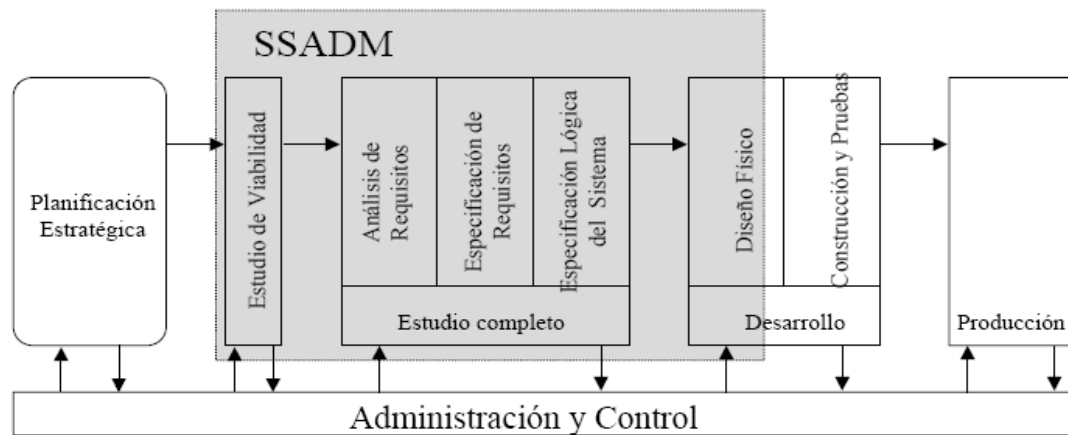 SSADM
Planificación
Estratégica
Estudio de Viabilidad
Análisis de
Requisitos
Especificación de
Requisitos
Especificación Lógica
del Sistema
Estudio completo
Diseño Físico
Construcción y Pruebas
Desarrollo
Producción
Administración y Control